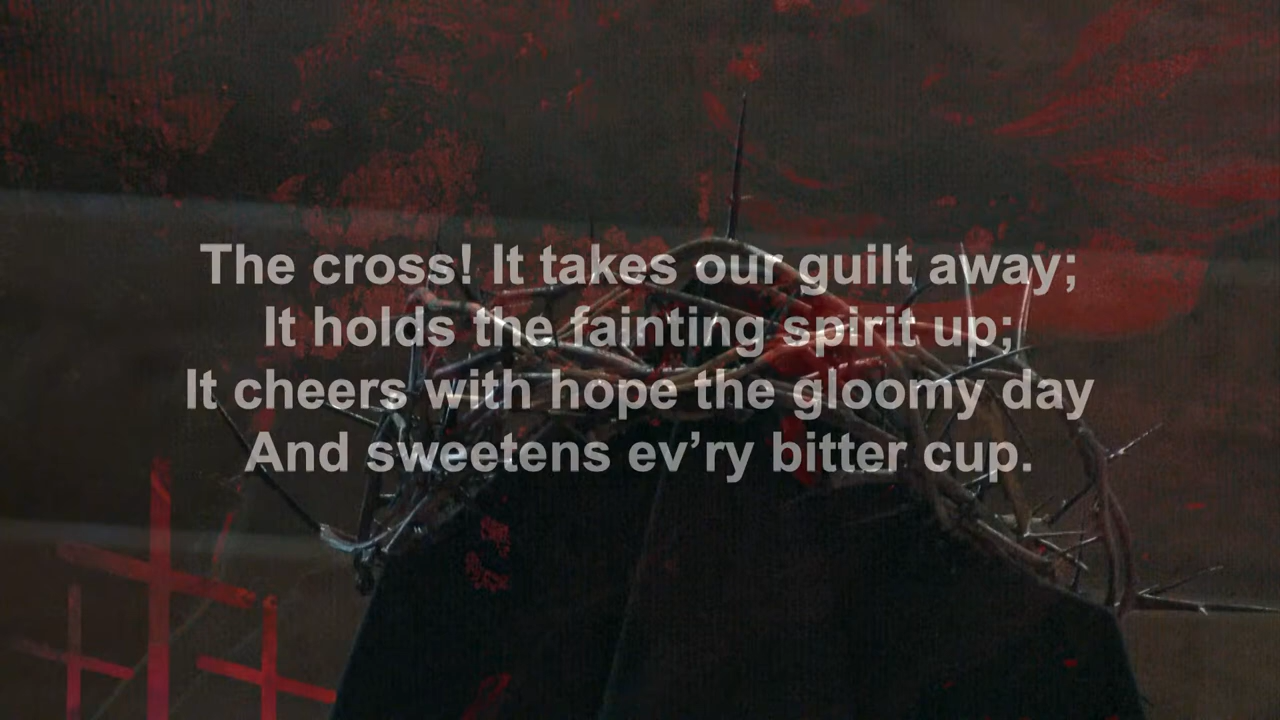 The cross! It takes our guilt away;
It holds the fainting spirit up;
It cheers with hope the gloomy day
And sweetens ev’ry bitter cup.